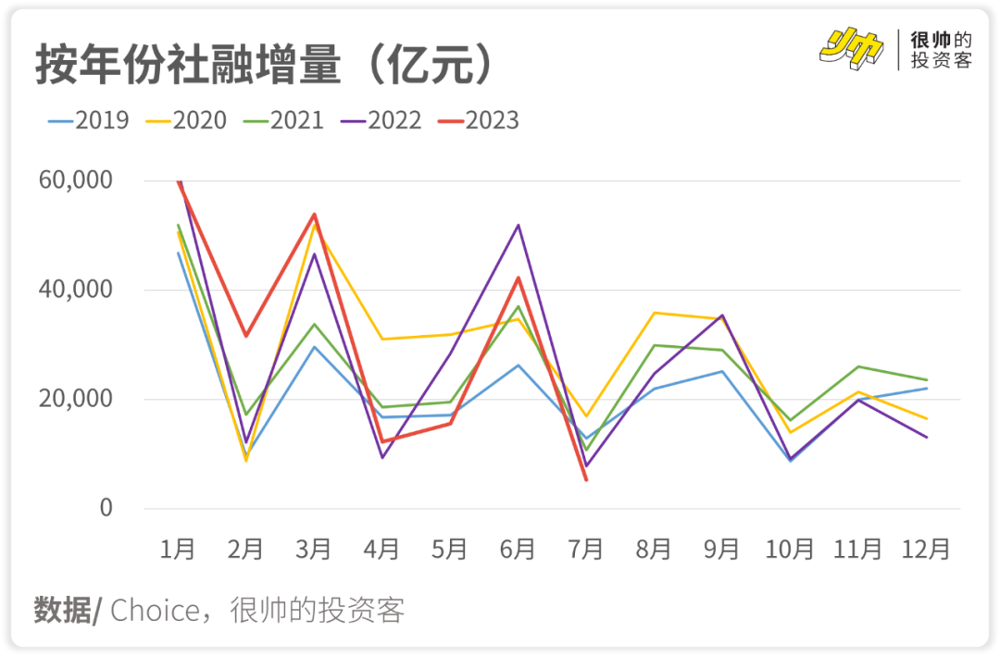 按年份社融增量（亿元）
帅 很帅的
投资客
2019 2020 2021 2022 2023
60,000
40,000
20,000
0
1月 2月 3月 4月 5月 6月 7月 8月 9月 10月 11月 12月
数据/ Choice，很帅的投资客